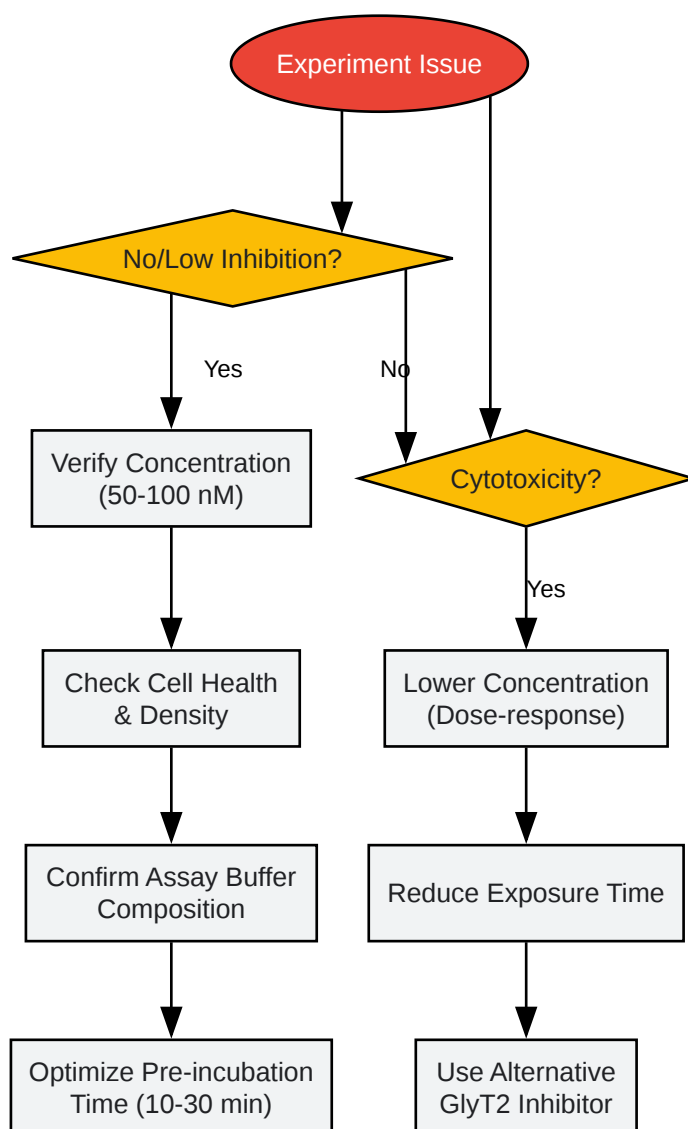 Experiment Issue
No/Low Inhibition?
Yes
No
Verify Concentration
(50-100 nM)
Cytotoxicity?
Yes
Check Cell Health
& Density
Lower Concentration
(Dose-response)
Confirm Assay Buffer
Composition
Reduce Exposure Time
Optimize Pre-incubation
Time (10-30 min)
Use Alternative
GlyT2 Inhibitor